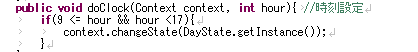 public void doClock(Context context, int hour){ //時刻設定
if(9 <= hour && hour <17){
context.changeState(DayState.getInstance());
}